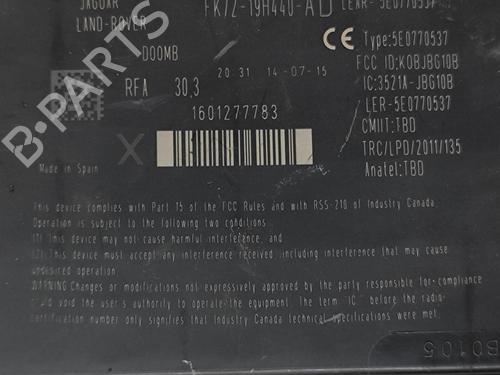 JAGUAR
LAND-ROVER
FK72-19H440-AD
LEAR- 5E0770537
DOOMB
CE Type:5E0770537
FCC ID:KOBJBG10B
IC:3521A-JBG10B
LER-5E0770537
CMIIT:TBD
TRC/LPD/2011/135
Anatel:TBD
RFA 30,3
20:31 14-07-15
1601277783
X
Made in Spain
This device complies with Part 15 of the FCC Rules and with RSS-210 of Industry Canada.
Operation is subject to the following two conditions:
(1) This device may not cause harmful interference, and
(2) This device must accept any interference received, including interference that may cause
undesired operation.
WARNING Changes or modifications not expressively approved by the party responsible for-compliance
could void the user's authority to operate the equipment. The term "IC:" before the radio-
certification number only signifies that Industry Canada technical specifications were met.
B-PARTS
B0105